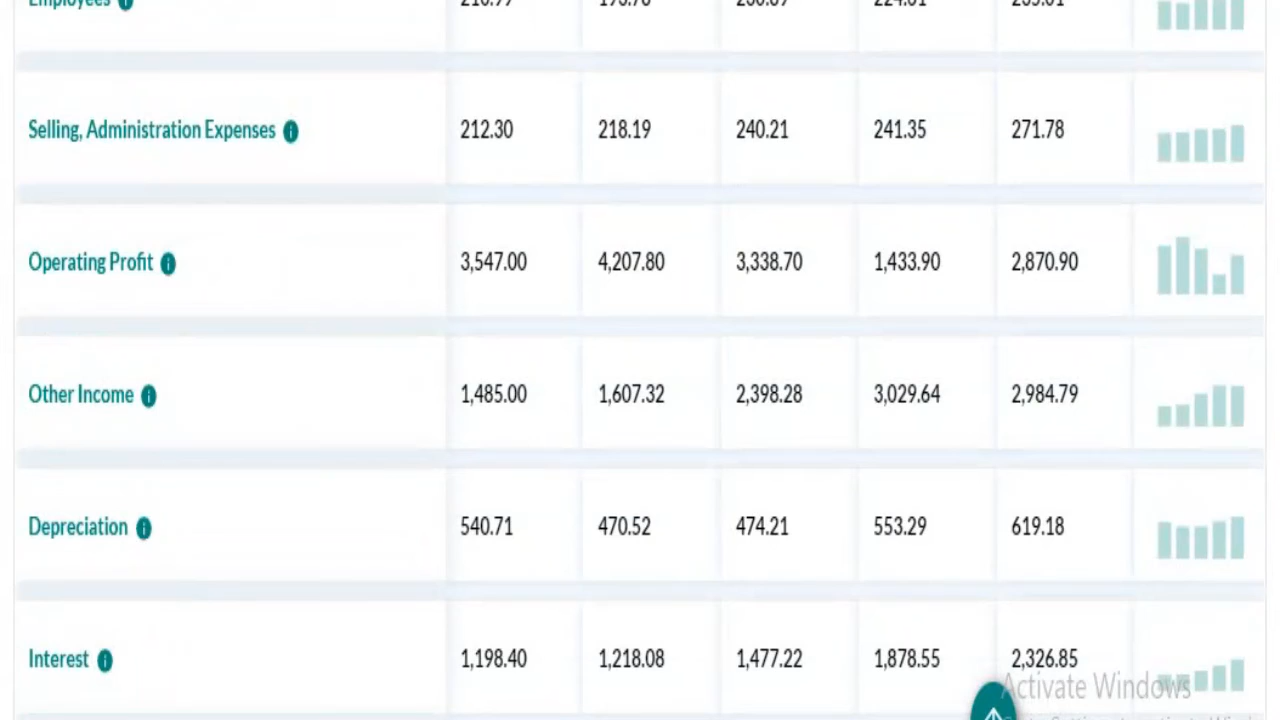 Employees
Selling, Administration Expenses 212.30 218.19 240.21 241.35 271.78
Operating Profit 3,547.00 4,207.80 3,338.70 1,433.90 2,870.90
Other Income 1,485.00 1,607.32 2,398.28 3,029.64 2,984.79
Depreciation 540.71 470.52 474.21 553.29 619.18
Interest 1,198.40 1,218.08 1,477.22 1,878.55 2,326.85
Activate Windows